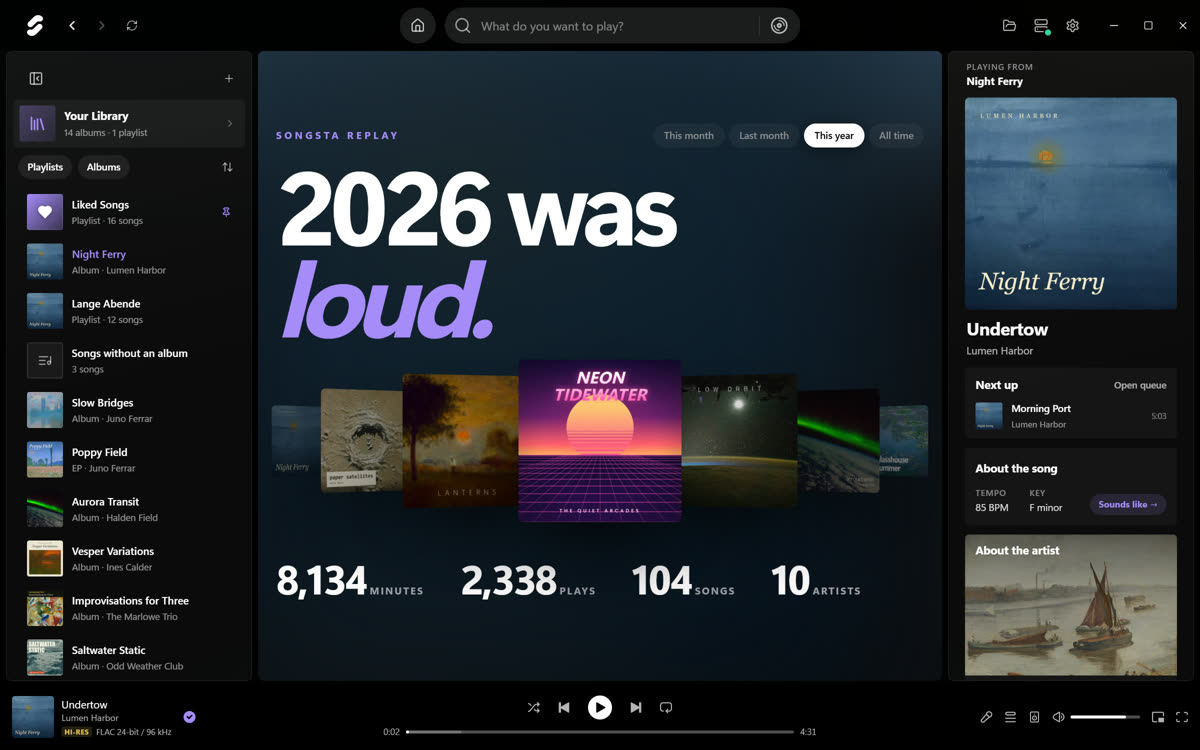 What do you want to play?
Your Library
14 albums · 1 playlist
Playlists
Albums
Liked Songs
Playlist · 16 songs
Night Ferry
Album · Lumen Harbor
Lange Abende
Playlist · 12 songs
Songs without an album
3 songs
Slow Bridges
Album · Juno Ferrar
Poppy Field
EP · Juno Ferrar
Aurora Transit
Album · Halden Field
Vesper Variations
Album · Ines Calder
Improvisations for Three
Album · The Marlowe Trio
Saltwater Static
Album · Odd Weather Club
SONGSTA REPLAY
This month
Last month
This year
All time
2026 was
loud.
Night Ferry
paper satellites
LANTERNS
NEON
TIDEWATER
THE QUIET ARCADES
LOW ORBIT
8,134 MINUTES
2,338 PLAYS
104 SONGS
10 ARTISTS
PLAYING FROM
Night Ferry
LUMEN HARBOR
Night Ferry
Undertow
Lumen Harbor
Next up
Open queue
Morning Port
Lumen Harbor
5:03
About the song
TEMPO
85 BPM
KEY
F minor
Sounds like →
About the artist
Undertow
Lumen Harbor
HI-RES FLAC 24-bit / 96 kHz
0:02
4:31